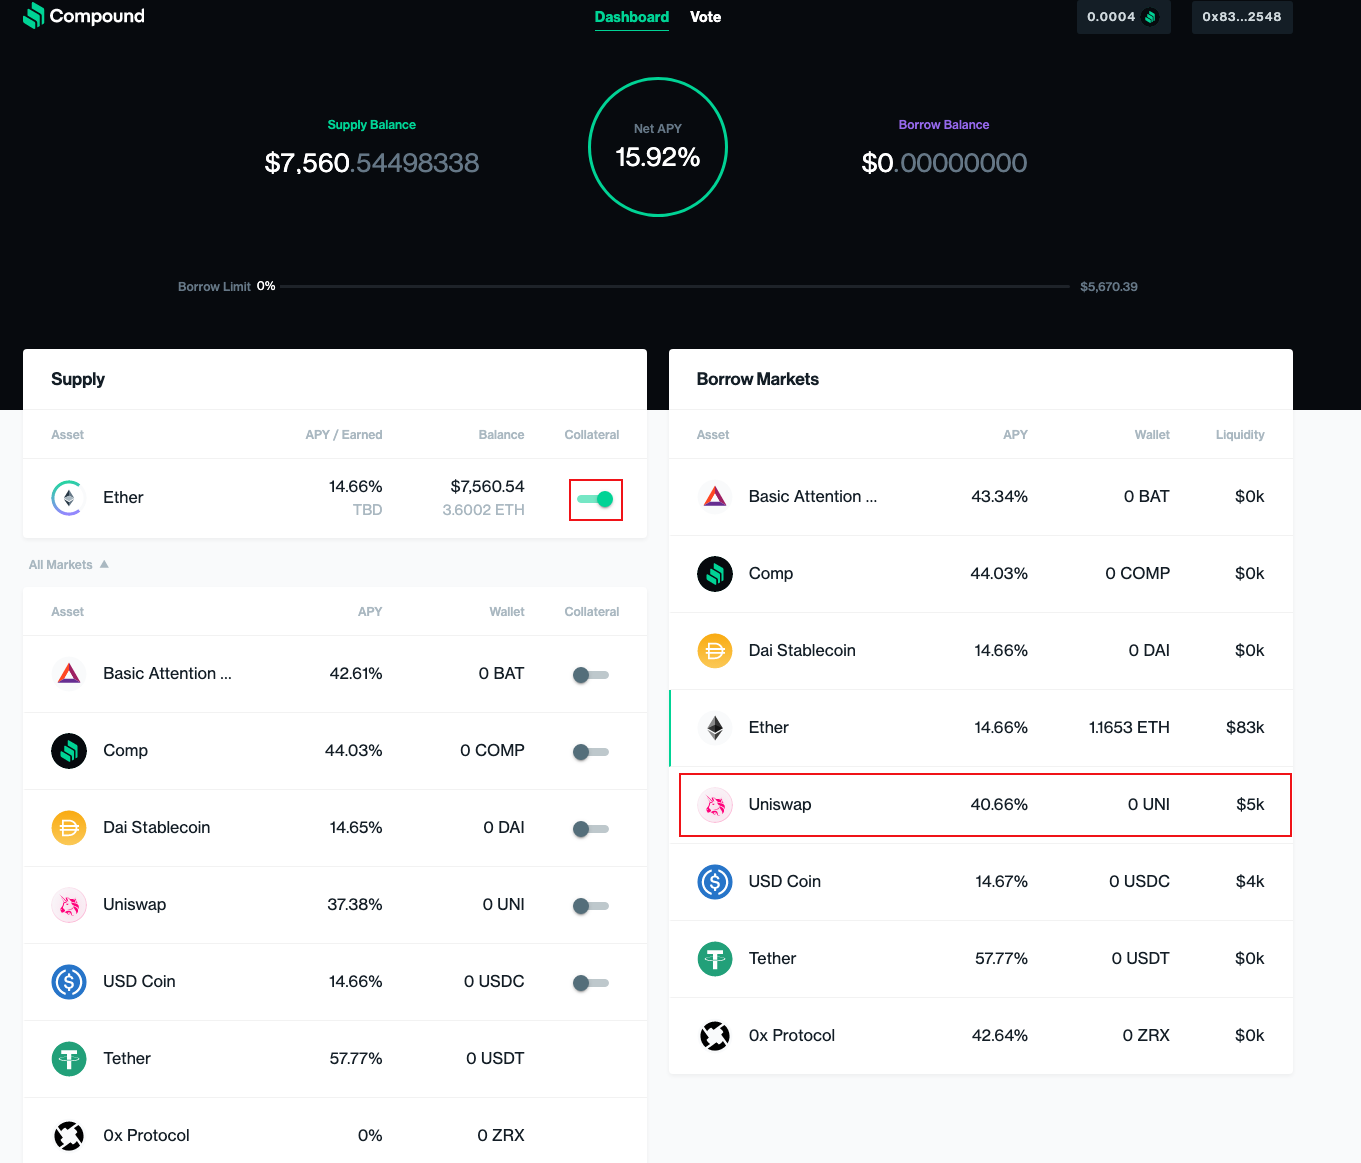 Compound
Dashboard Vote
0.0004 0x83...2548
Supply Balance
$7,560.54498338
Net APY
15.92%
Borrow Balance
$0.00000000
Borrow Limit 0% $5,670.39
Supply
Asset APY / Earned Balance Collateral
Ether 14.66% $7,560.54
TBD 3.6002 ETH
All Markets
Asset APY Wallet Collateral
Basic Attention ... 42.61% 0 BAT
Comp 44.03% 0 COMP
Dai Stablecoin 14.65% 0 DAI
Uniswap 37.38% 0 UNI
USD Coin 14.66% 0 USDC
Tether 57.77% 0 USDT
0x Protocol 0% 0 ZRX
Borrow Markets
Asset APY Wallet Liquidity
Basic Attention ... 43.34% 0 BAT $0k
Comp 44.03% 0 COMP $0k
Dai Stablecoin 14.66% 0 DAI $0k
Ether 14.66% 1.1653 ETH $83k
Uniswap 40.66% 0 UNI $5k
USD Coin 14.67% 0 USDC $4k
Tether 57.77% 0 USDT $0k
0x Protocol 42.64% 0 ZRX $0k